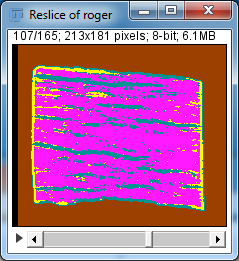 Reslice of roger
107/165; 213x181 pixels; 8-bit; 6.1MB